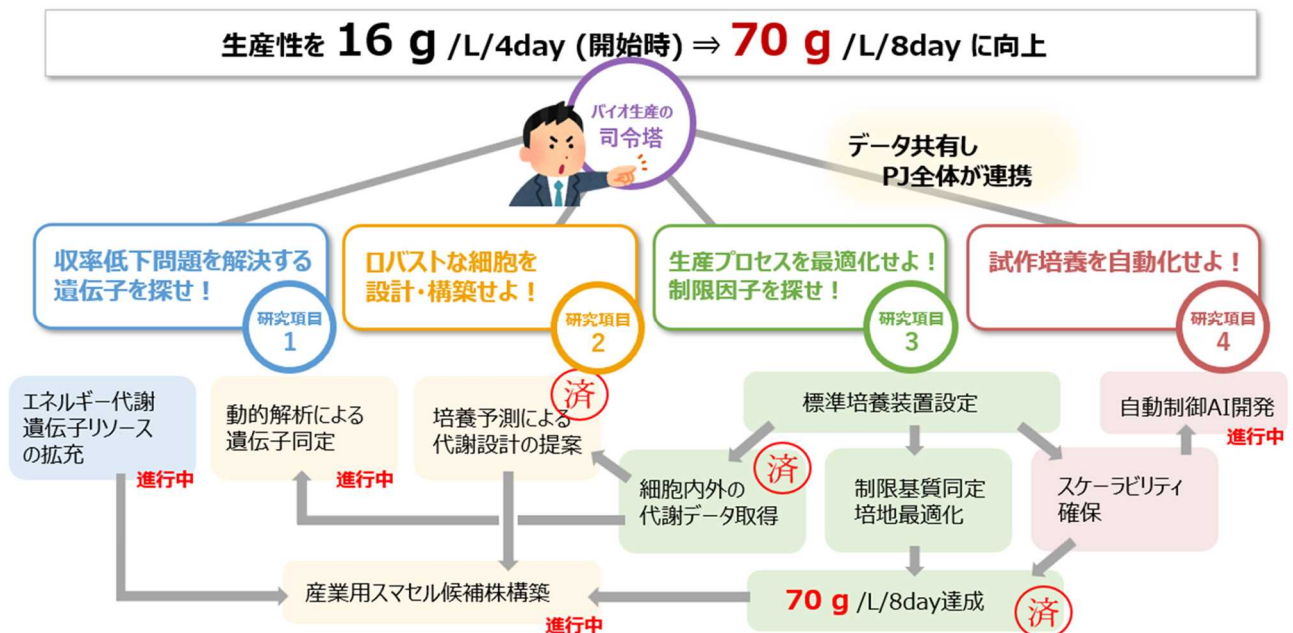 生産性を 16 g /L/4day (開始時) ⇒ 70 g /L/8day に向上
バイオ生産の
司令塔
データ共有し
PJ全体が連携
収率低下問題を解決する
遺伝子を探せ！
研究項目
1
ロバストな細胞を
設計・構築せよ！
研究項目
2
生産プロセスを最適化せよ！
制限因子を探せ！
研究項目
3
試作培養を自動化せよ！
研究項目
4
エネルギー代謝
遺伝子リソース
の拡充
進行中
動的解析による
遺伝子同定
進行中
済
培養予測による
代謝設計の提案
標準培養装置設定
自動制御AI開発
進行中
済
細胞内外の
代謝データ取得
制限基質同定
培地最適化
スケーラビリティ
確保
産業用スマセル候補株構築
進行中
70 g /L/8day達成
済